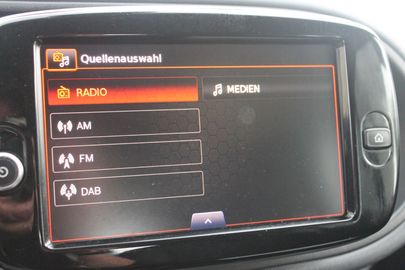 Quellenauswahl
RADIO
MEDIEN
AM
FM
DAB